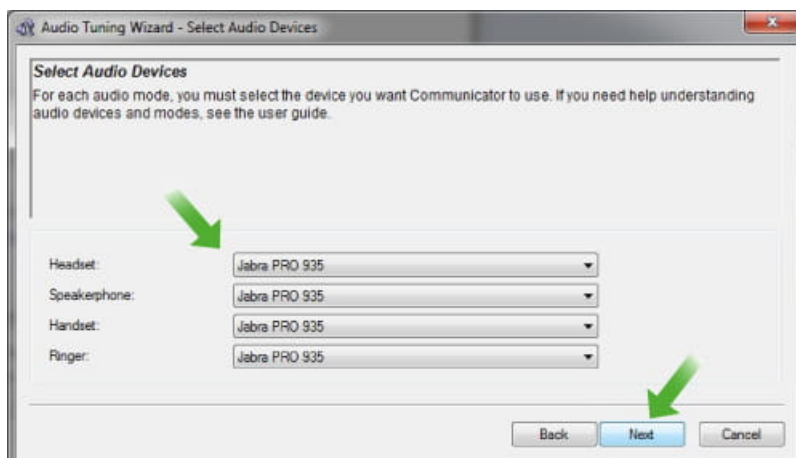 Audio Tuning Wizard - Select Audio Devices
Select Audio Devices
For each audio mode, you must select the device you want Communicator to use. If you need help understanding
audio devices and modes, see the user guide.
Headset: Jabra PRO 935
Speakerphone: Jabra PRO 935
Handset: Jabra PRO 935
Ringer: Jabra PRO 935
Back Next Cancel